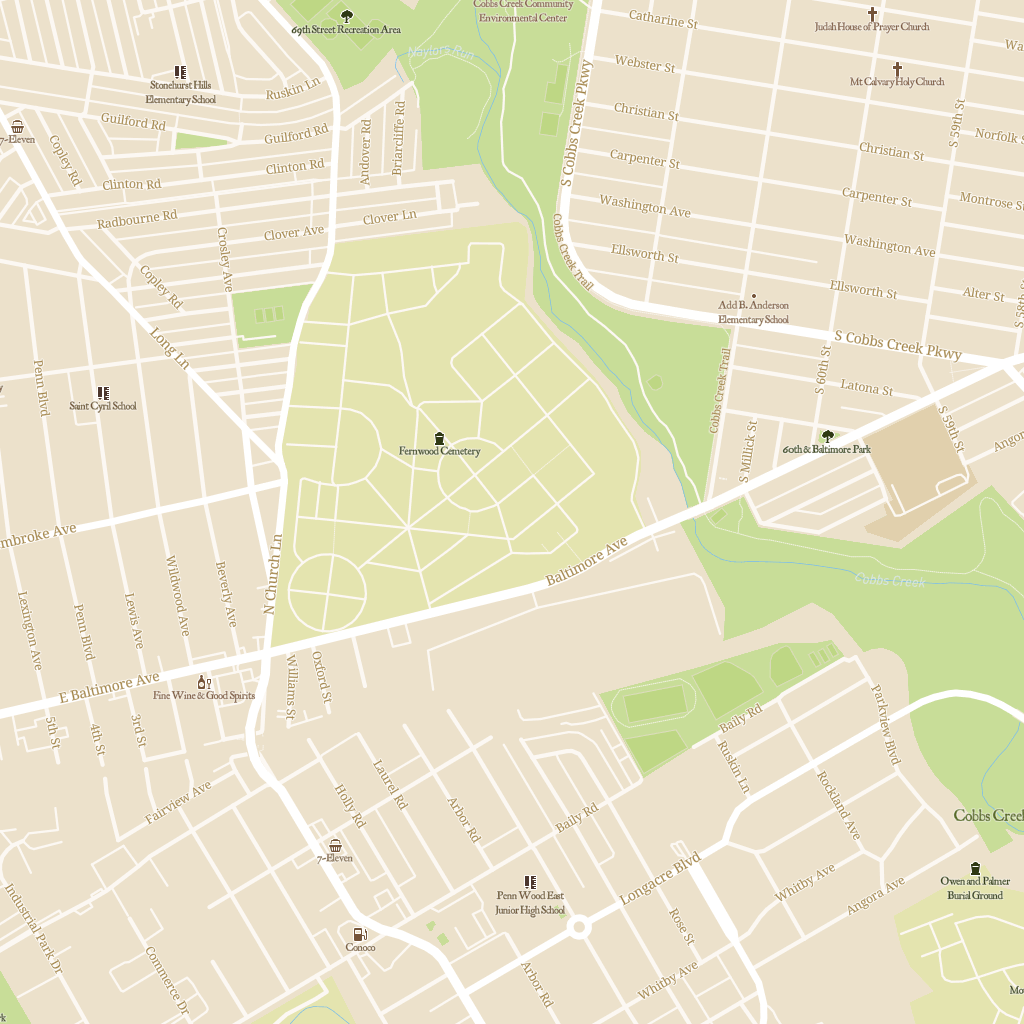 Cobbs Creek Community
Environmental Center
69th Street Recreation Area
Catharine St
Judah House of Prayer Church
Naylors Run
Webster St
Mt Calvary Holy Church
Stonehurst Hills
Elementary School
Ruskin Ln
Guilford Rd
Guilford Rd
7-Eleven
Copley Rd
Andover Rd
Briarcliffe Rd
S Cobbs Creek Pkwy
Christian St
Christian St
S 59th St
Norfolk S
Carpenter St
Carpenter St
Clinton Rd
Clinton Rd
Montrose St
Radbourne Rd
Clover Ln
Clover Ave
Crosley Ave
Washington Ave
Washington Ave
Cobbs Creek Trail
Ellsworth St
Ellsworth St
Copley Rd
Alter St
S 58th St
Add B. Anderson
Elementary School
S Cobbs Creek Pkwy
Long Ln
Penn Blvd
Saint Cyril School
S 60th St
Latona St
Cobbs Creek Trail
S 59th St
S Millick St
Fernwood Cemetery
60th & Baltimore Park
Ango
mbroke Ave
N Church Ln
Baltimore Ave
Cobbs Creek
Lexington Ave
Penn Blvd
Lewis Ave
Wildwood Ave
Beverly Ave
E Baltimore Ave
Fine Wine & Good Spirits
Williams St
Oxford St
5th St
4th St
3rd St
Baily Rd
Parkview Blvd
Ruskin Ln
Fairview Ave
Holly Rd
Laurel Rd
Arbor Rd
Baily Rd
Rockland Ave
Cobbs Creek
7-Eleven
Longacre Blvd
Whitby Ave
Angora Ave
Owen and Palmer
Burial Ground
Penn Wood East
Junior High School
Rose St
Industrial Park Dr
Commerce Dr
Conoco
Arbor Rd
Whitby Ave
Mo